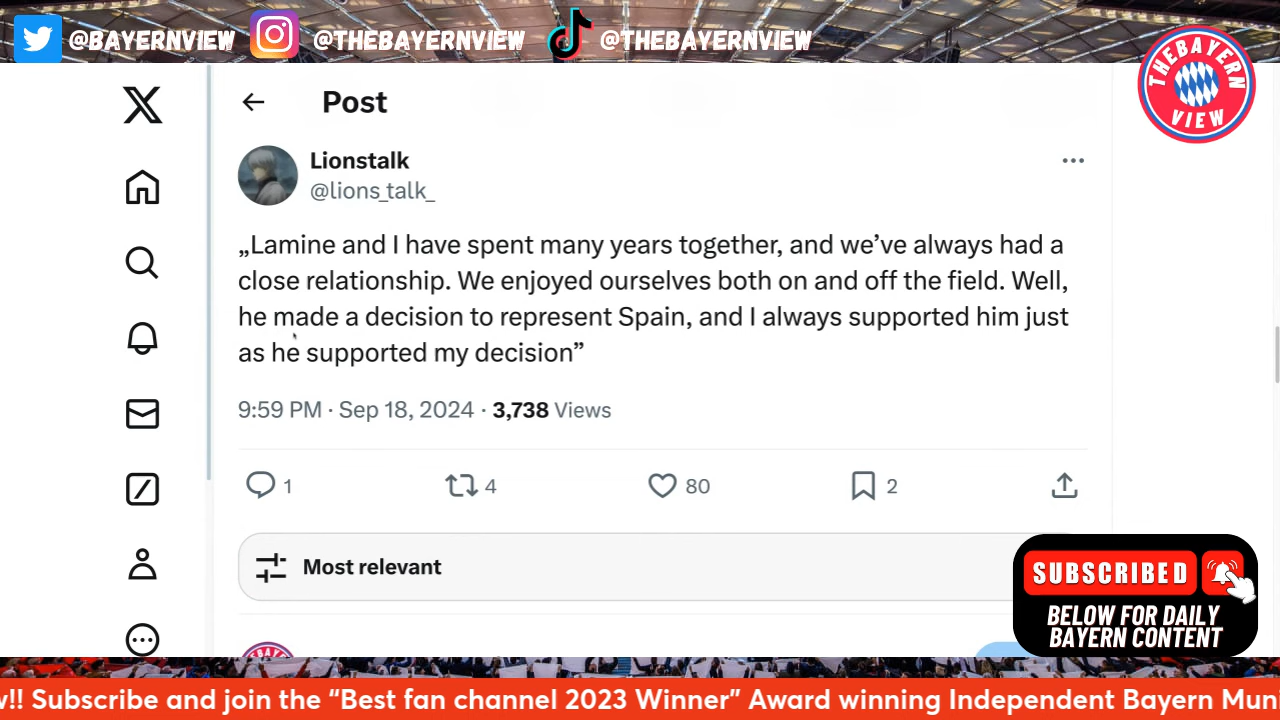 @BAYERNVIEW @THEBAYERNVIEW @THEBAYERNVIEW
THEBAYERN
VIEW
Post
Lionstalk
@lions_talk_
„Lamine and I have spent many years together, and we’ve always had a
close relationship. We enjoyed ourselves both on and off the field. Well,
he made a decision to represent Spain, and I always supported him just
as he supported my decision”
9:59 PM · Sep 18, 2024 · 3,738 Views
1 4 80 2
Most relevant
SUBSCRIBED
BELOW FOR DAILY
BAYERN CONTENT
!! Subscribe and join the “Best fan channel 2023 Winner” Award winning Independent Bayern Mun